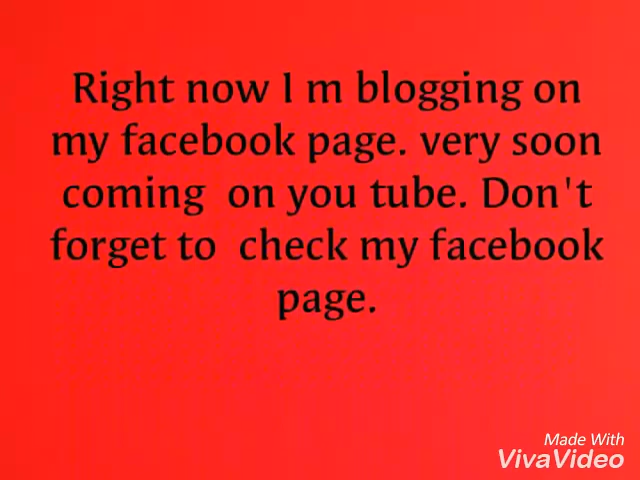 Right now I m blogging on
my facebook page. very soon
coming  on you tube. Don't
forget to  check my facebook
page.
Made With
VivaVideo